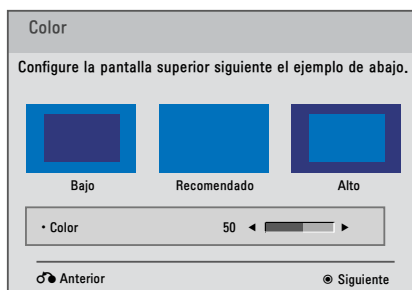 Color
Configure la pantalla superior siguiente el ejemplo de abajo.
Bajo Recomendado Alto
• Color 50 ◄ ►
Anterior ◉ Siguiente